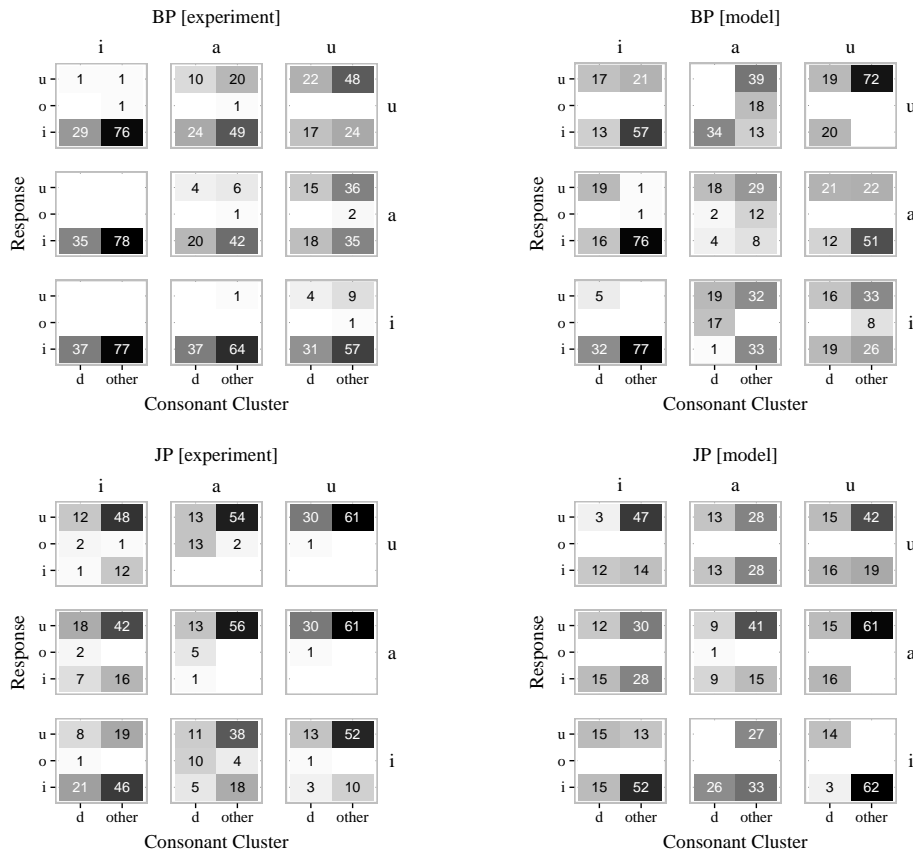 BP [experiment]
i a u
u 1 1 10 20 22 48
o 1 1 u
i 29 76 24 49 17 24
u 4 6 15 36
o 1 2 a
i 35 78 20 42 18 35
u 1 4 9
o 1 i
i 37 77 37 64 31 57
d other d other d other
Response
Consonant Cluster
BP [model]
i a u
u 17 21 39 19 72
o 18 u
i 13 57 34 13 20
u 19 1 18 29 21 22
o 1 2 12 a
i 16 76 4 8 12 51
u 5 19 32 16 33
o 17 8 i
i 32 77 1 33 19 26
d other d other d other
Response
Consonant Cluster
JP [experiment]
i a u
u 12 48 13 54 30 61
o 2 1 13 2 1 u
i 1 12
u 18 42 13 56 30 61
o 2 5 1 a
i 7 16 1
u 8 19 11 38 13 52
o 1 10 4 1 i
i 21 46 5 18 3 10
d other d other d other
Response
Consonant Cluster
JP [model]
i a u
u 3 47 13 28 15 42
o u
i 12 14 13 28 16 19
u 12 30 9 41 15 61
o 1 a
i 15 28 9 15 16
u 15 13 27 14
o i
i 15 52 26 33 3 62
d other d other d other
Response
Consonant Cluster